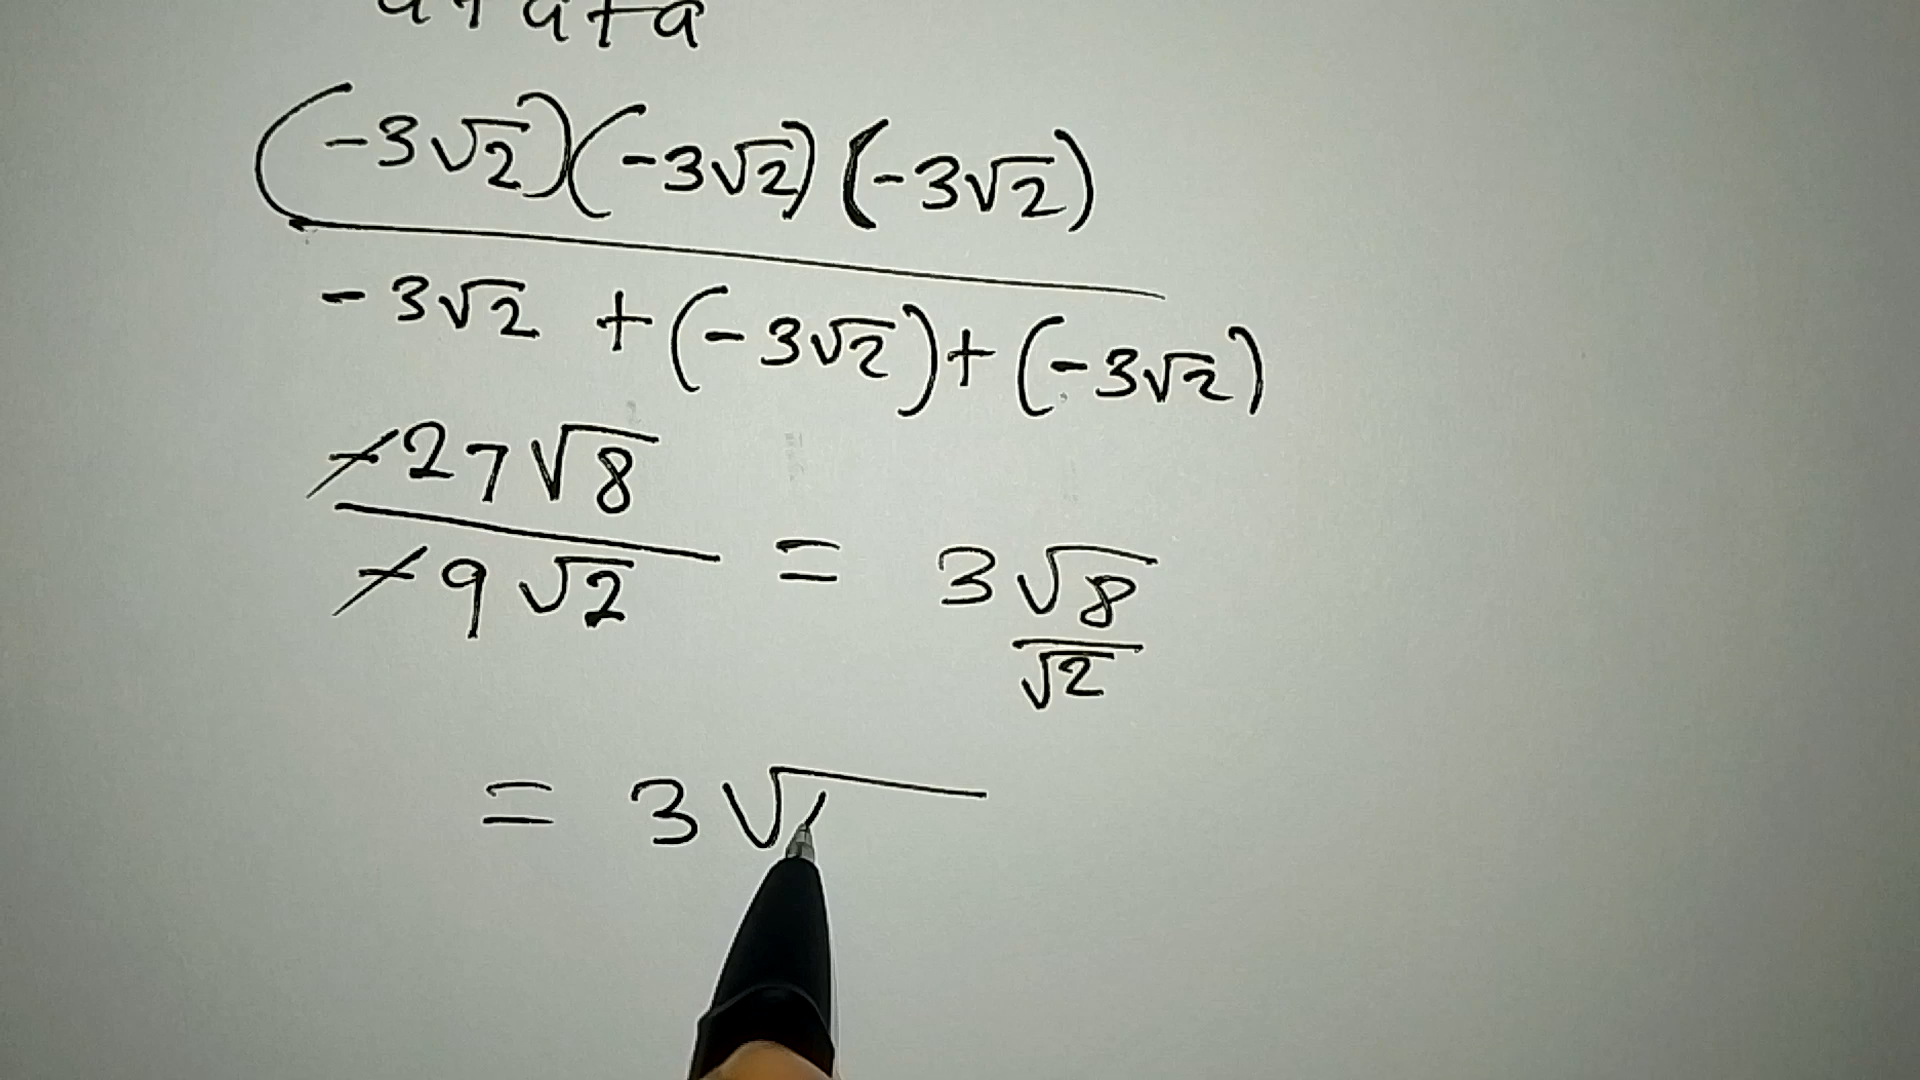 a + a + a
(-3√2)(-3√2)(-3√2)
-3√2 + (-3√2) + (-3√2)
-27√8
-9√2 = 3√8
√2
= 3√